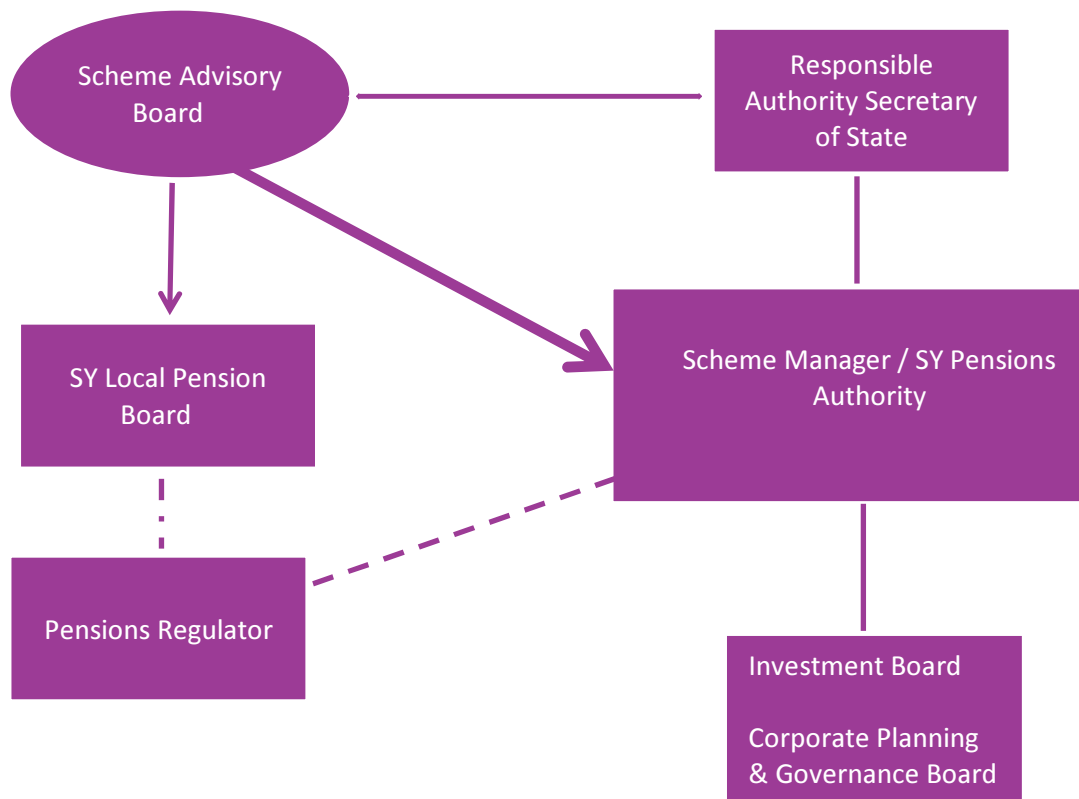 Scheme Advisory
Board
Responsible
Authority Secretary
of State
SY Local Pension
Board
Scheme Manager / SY Pensions
Authority
Pensions Regulator
Investment Board
Corporate Planning
& Governance Board